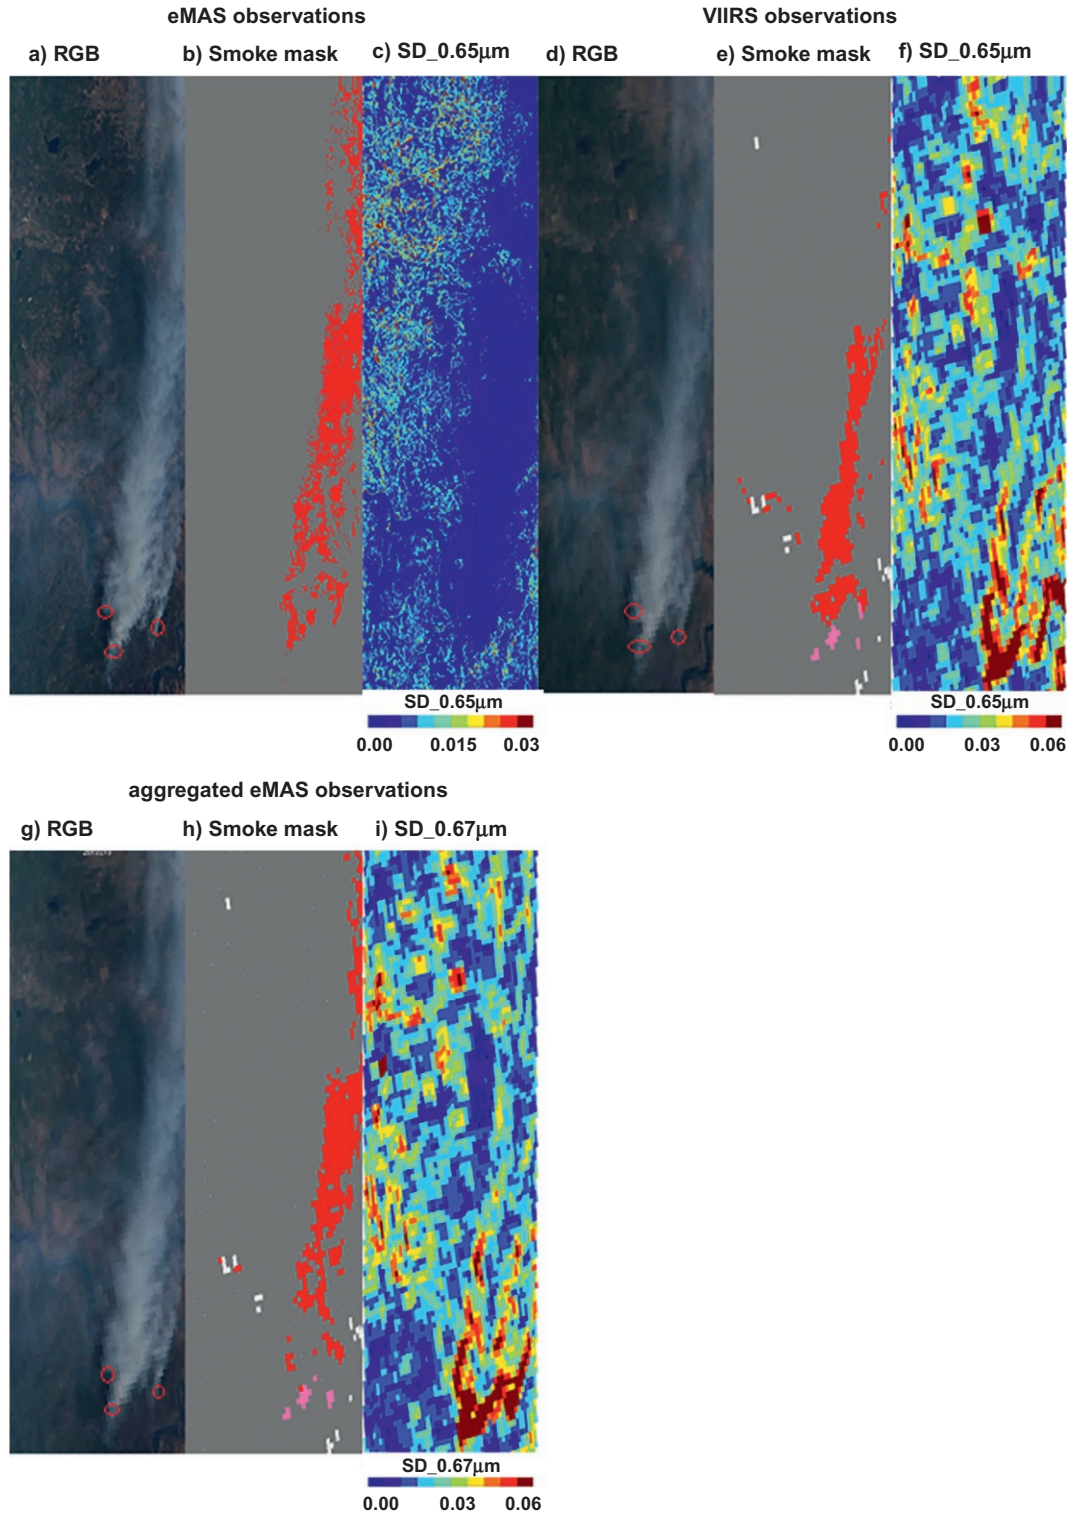 eMAS observations
VIIRS observations
a) RGB
b) Smoke mask
c) SD_0.65μm
d) RGB
e) Smoke mask
f) SD_0.65μm
SD_0.65μm
0.00 0.015 0.03
SD_0.65μm
0.00 0.03 0.06
aggregated eMAS observations
g) RGB
h) Smoke mask
i) SD_0.67μm
SD_0.67μm
0.00 0.03 0.06